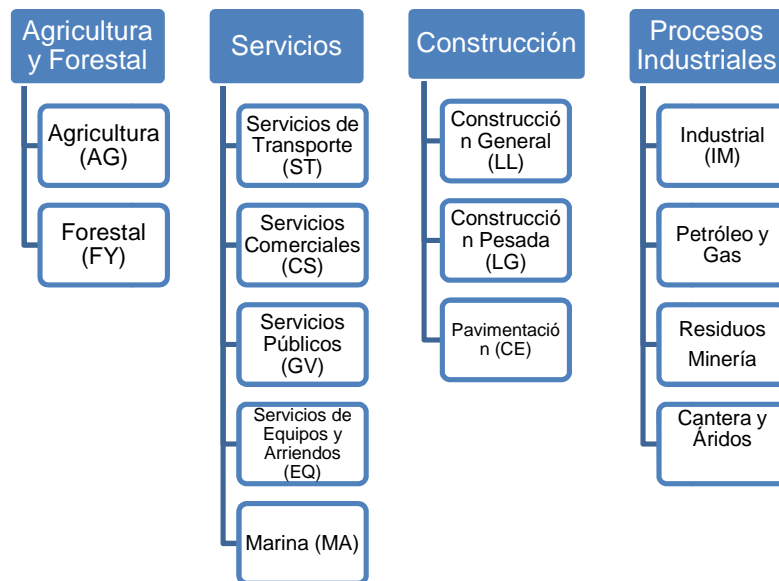 Agricultura
y Forestal
Agricultura
(AG)
Forestal
(FY)
Servicios
Servicios de
Transporte
(ST)
Servicios
Comerciales
(CS)
Servicios
Públicos
(GV)
Servicios de
Equipos y
Arriendos
(EQ)
Marina (MA)
Construcción
Construcció
n General
(LL)
Construcció
n Pesada
(LG)
Pavimentació
n (CE)
Procesos
Industriales
Industrial
(IM)
Petróleo y
Gas
Residuos
Minería
Cantera y
Áridos